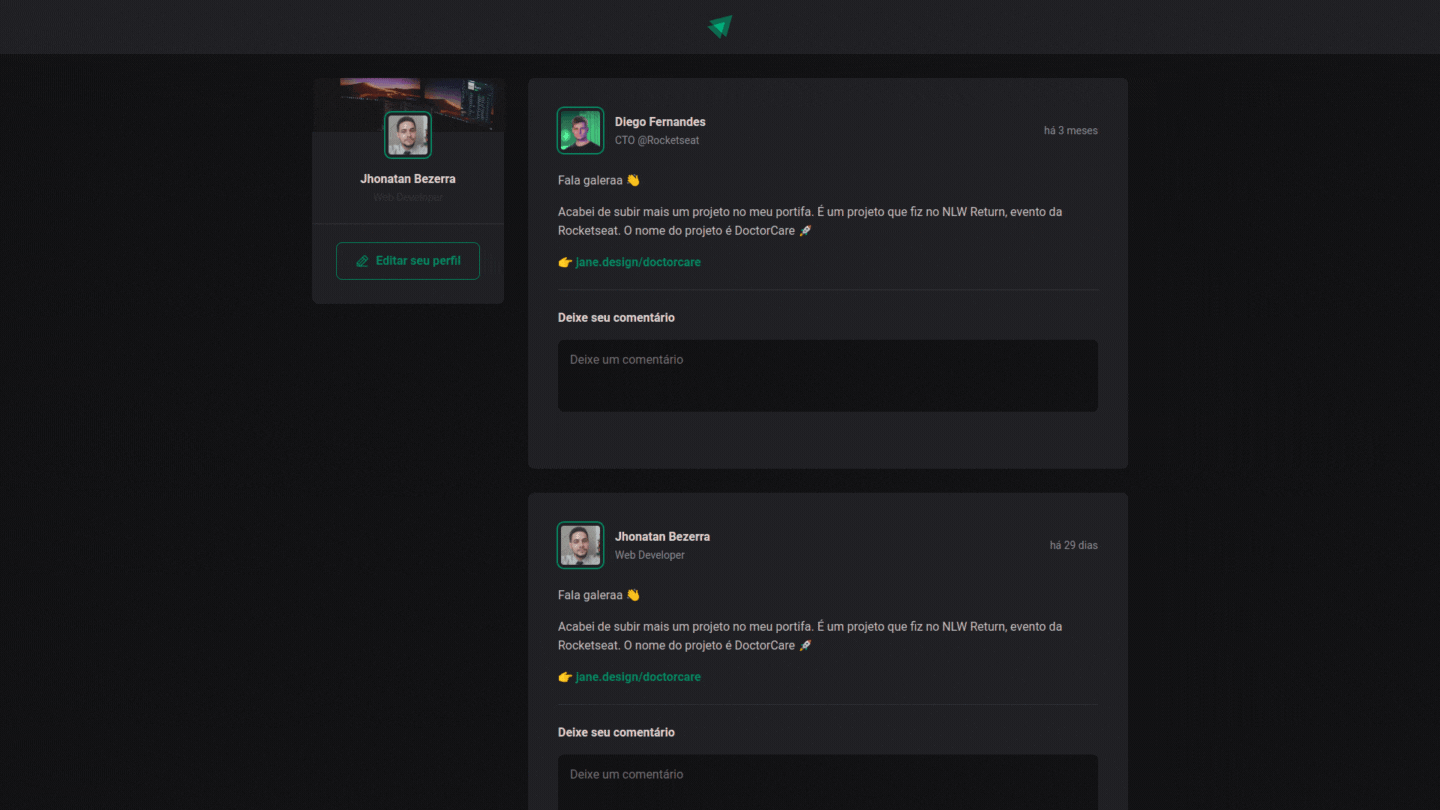 Jhonatan Bezerra
Web Developer
Editar seu perfil
Diego Fernandes
CTO @Rocketseat
há 3 meses
Fala galeraa 👋
Acabei de subir mais um projeto no meu portifa. É um projeto que fiz no NLW Return, evento da
Rocketseat. O nome do projeto é DoctorCare 🚀
👉 jane.design/doctorcare
Deixe seu comentário
Deixe um comentário
Jhonatan Bezerra
Web Developer
há 29 dias
Fala galeraa 👋
Acabei de subir mais um projeto no meu portifa. É um projeto que fiz no NLW Return, evento da
Rocketseat. O nome do projeto é DoctorCare 🚀
👉 jane.design/doctorcare
Deixe seu comentário
Deixe um comentário